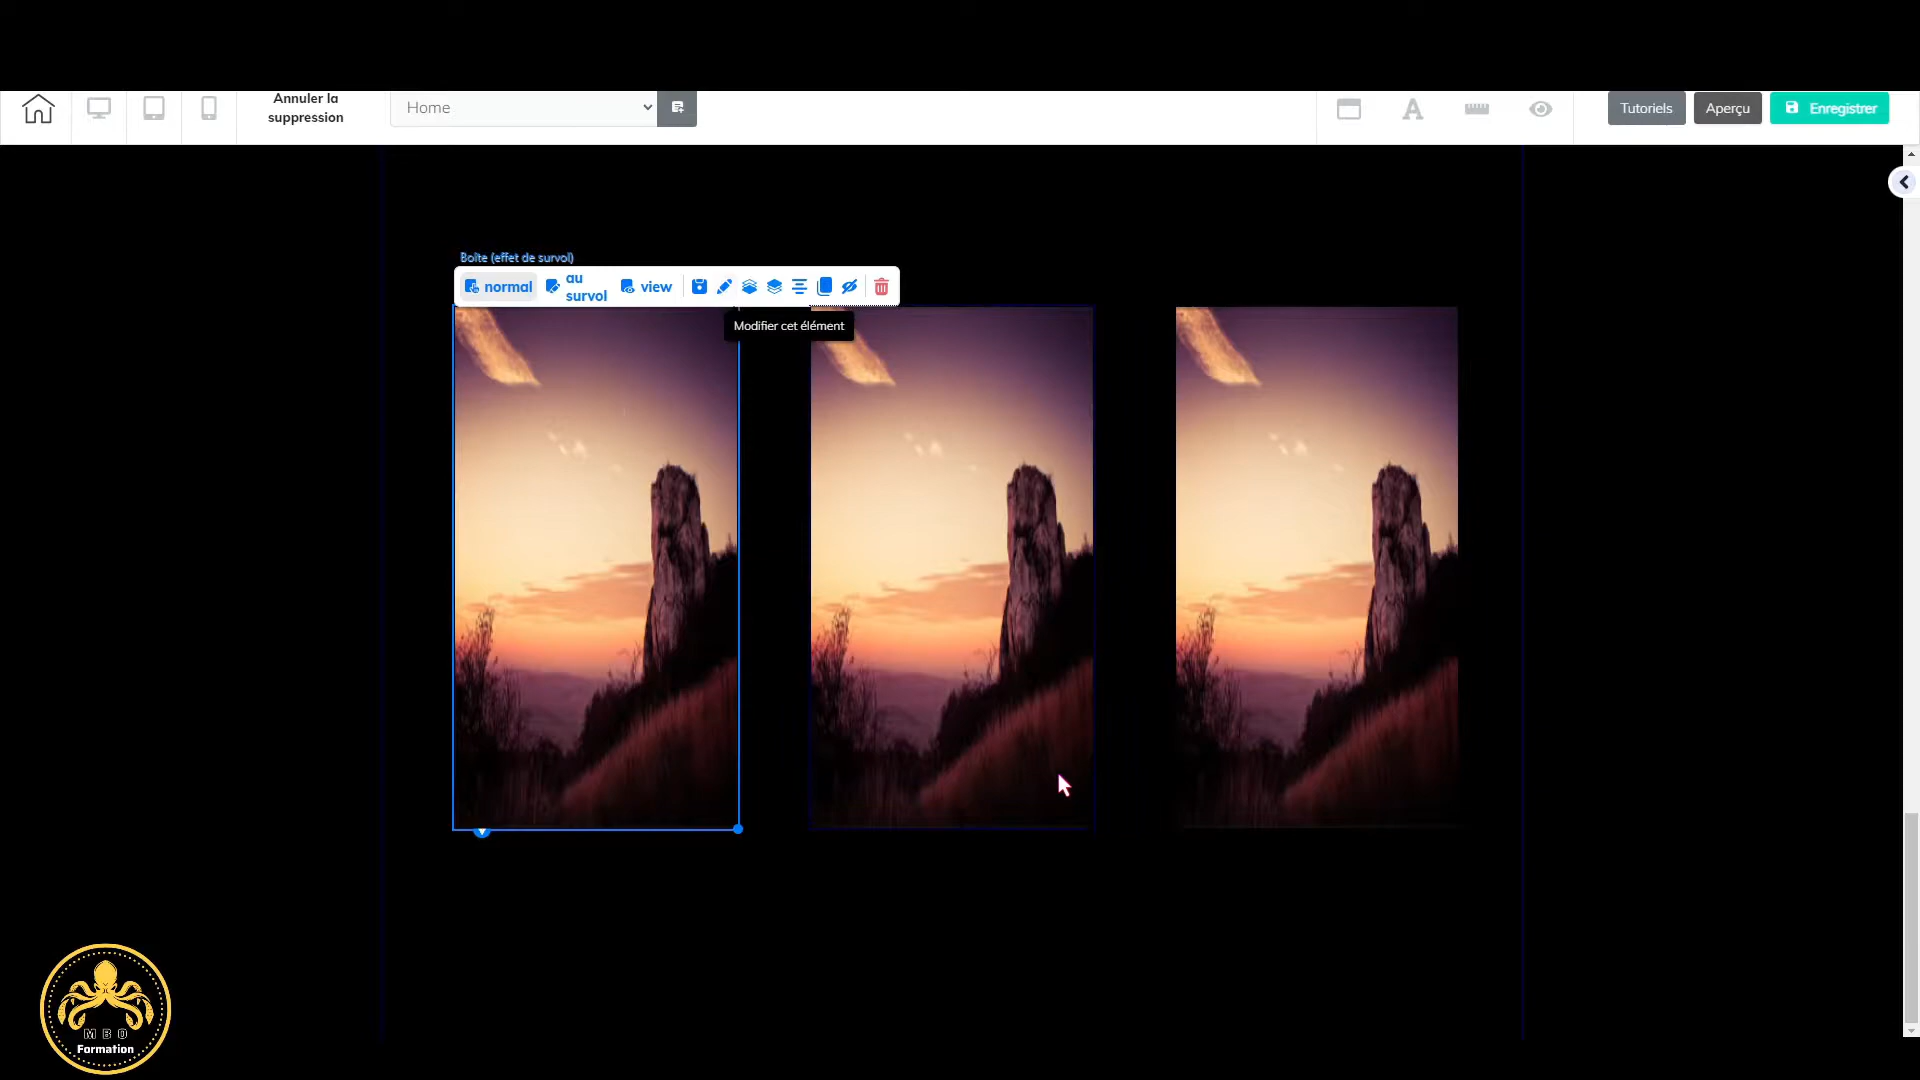 Annuler la
suppression
Home
Tutoriels
Aperçu
Enregistrer
Boîte (effet de survol)
normal
au
survol
view
Modifier cet élément
M B D
Formation